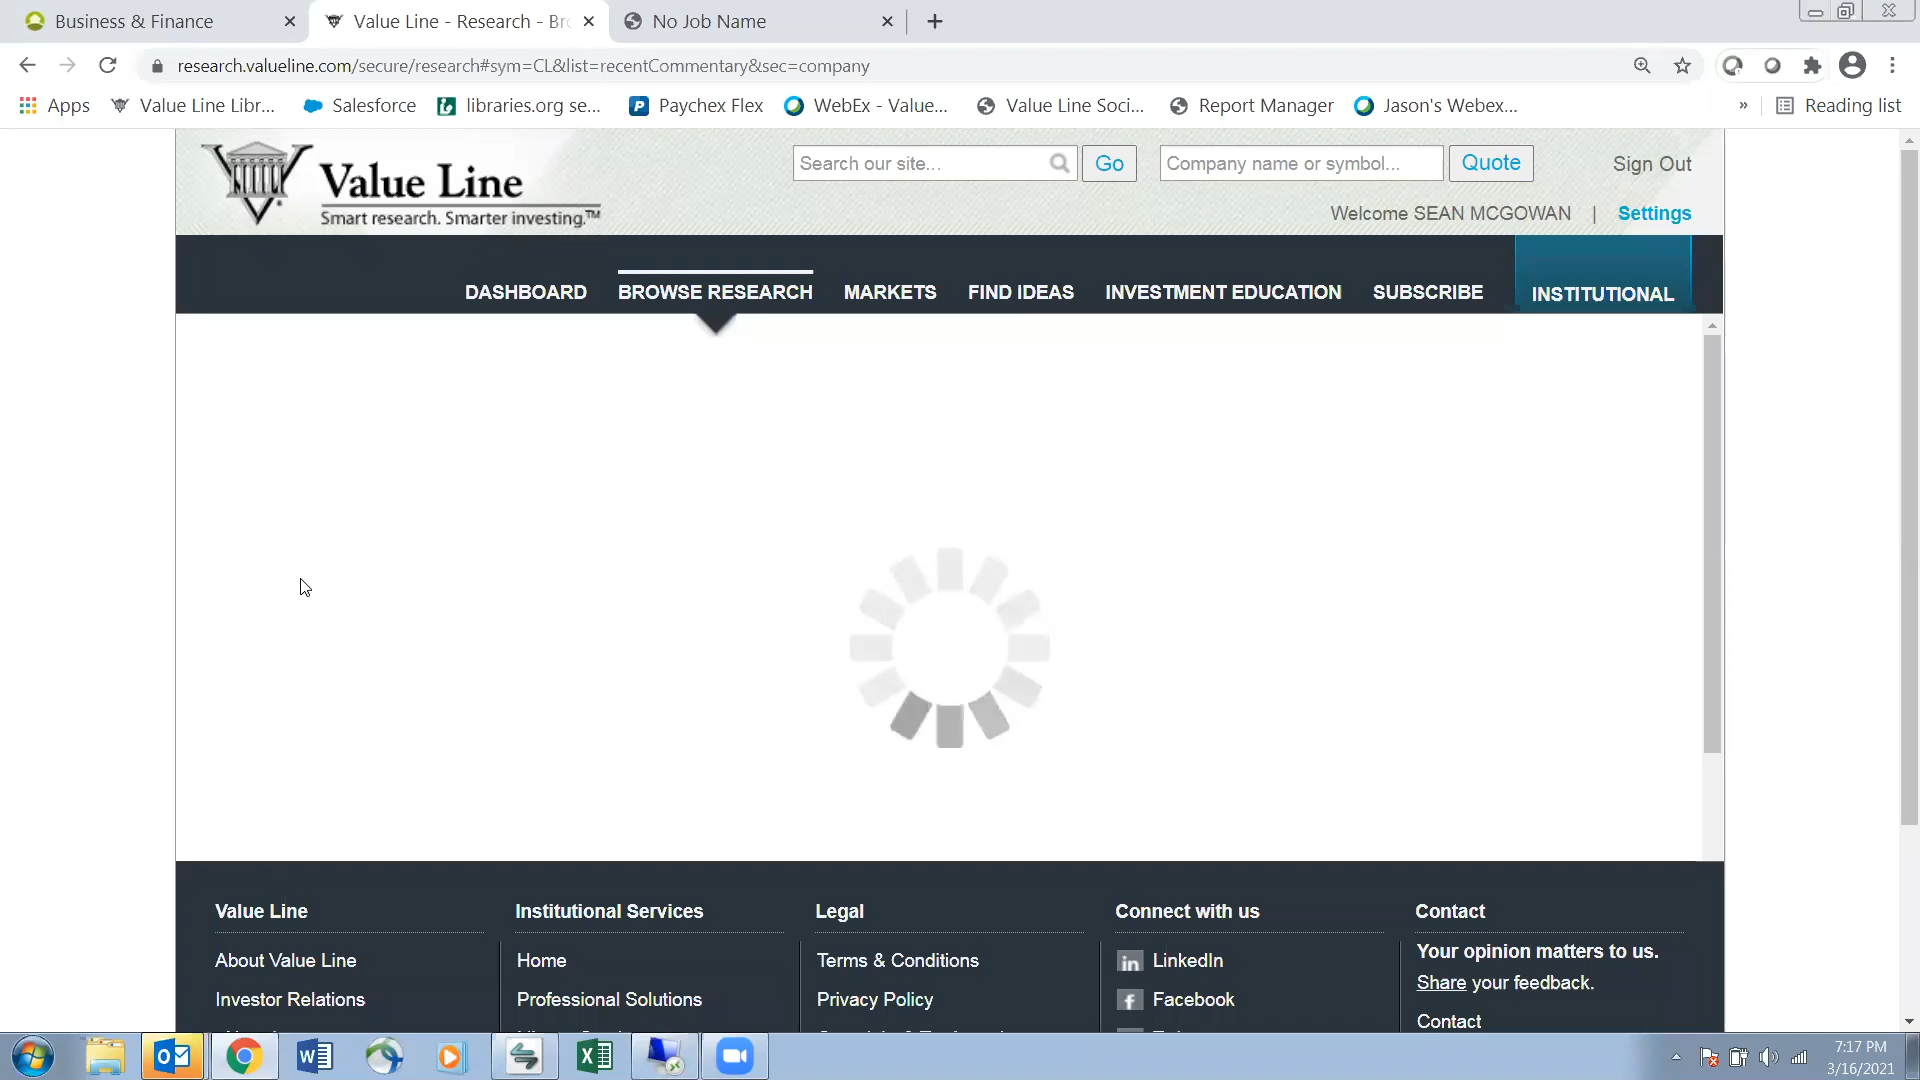 Business & Finance
Value Line - Research - Br
No Job Name
research.valueline.com/secure/research#sym=CL&list=recentCommentary&sec=company
Apps
Value Line Libr...
Salesforce
libraries.org se...
Paychex Flex
WebEx - Value...
Value Line Soci...
Report Manager
Jason's Webex...
»
Reading list
Value Line
Smart research. Smarter investing.™
Search our site...
Go
Company name or symbol...
Quote
Sign Out
Welcome SEAN MCGOWAN | Settings
DASHBOARD
BROWSE RESEARCH
MARKETS
FIND IDEAS
INVESTMENT EDUCATION
SUBSCRIBE
INSTITUTIONAL
Value Line
About Value Line
Investor Relations
Institutional Services
Home
Professional Solutions
Legal
Terms & Conditions
Privacy Policy
Connect with us
LinkedIn
Facebook
Contact
Your opinion matters to us.
Share your feedback.
Contact
7:17 PM
3/16/2021